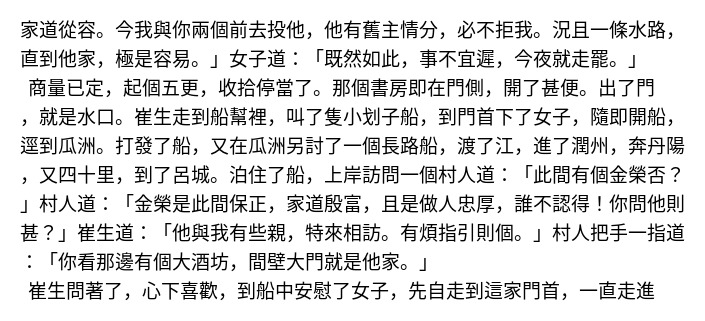 家道從容。今我與你兩個前去投他，他有舊主情分，必不拒我。況且一條水路，
直到他家，極是容易。」女子道：「既然如此，事不宜遲，今夜就走罷。」
商量已定，起個五更，收拾停當了。那個書房即在門側，開了甚便。出了門
，就是水口。崔生走到船幫裡，叫了隻小划子船，到門首下了女子，隨即開船，
逕到瓜洲。打發了船，又在瓜洲另討了一個長路船，渡了江，進了潤州，奔丹陽
，又四十里，到了呂城。泊住了船，上岸訪問一個村人道：「此間有個金榮否？
」村人道：「金榮是此間保正，家道殷富，且是做人忠厚，誰不認得！你問他則
甚？」崔生道：「他與我有些親，特來相訪。有煩指引則個。」村人把手一指道
：「你看那邊有個大酒坊，間壁大門就是他家。」
崔生問著了，心下喜歡，到船中安慰了女子，先自走到這家門首，一直走進